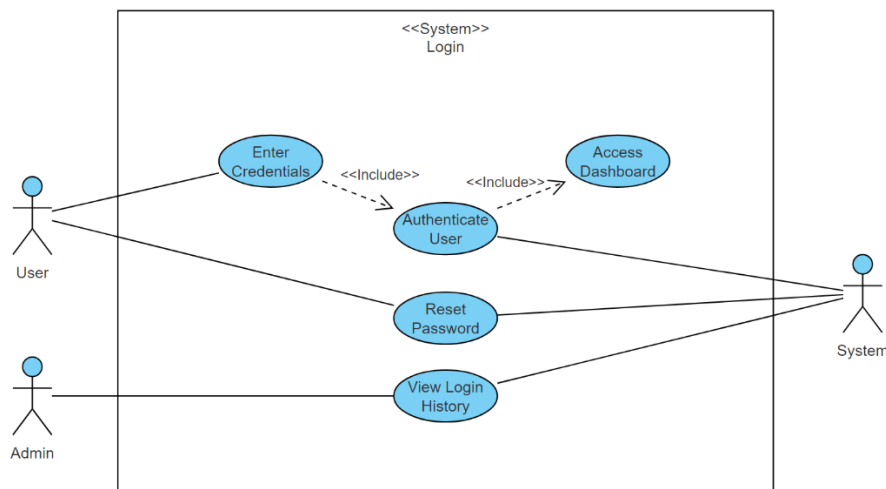 <<System>>
Login
Enter
Credentials
<<Include>>
Access
Dashboard
<<Include>>
Authenticate
User
User
Reset
Password
System
View Login
History
Admin